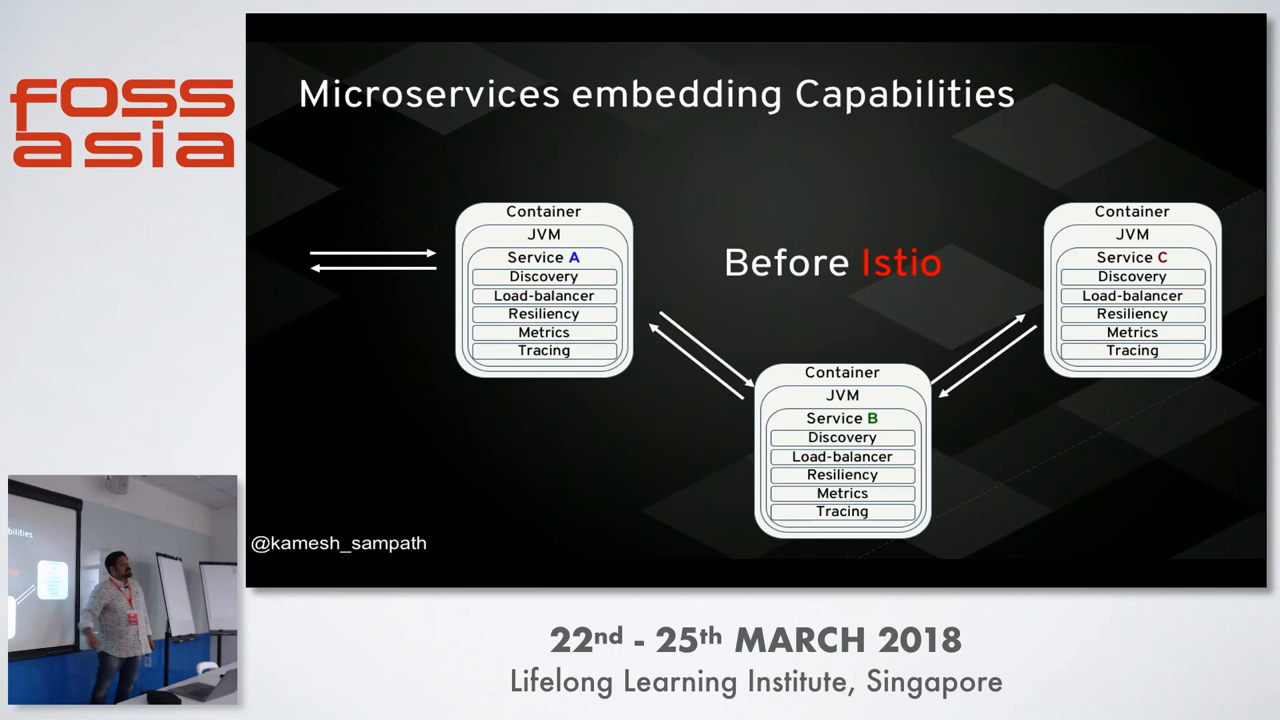 foss
asia
Microservices embedding Capabilities
Before Istio
Container
JVM
Service A
Discovery
Load-balancer
Resiliency
Metrics
Tracing
Container
JVM
Service B
Discovery
Load-balancer
Resiliency
Metrics
Tracing
Container
JVM
Service C
Discovery
Load-balancer
Resiliency
Metrics
Tracing
@kamesh_sampath
bilities
22nd - 25th MARCH 2018
Lifelong Learning Institute, Singapore